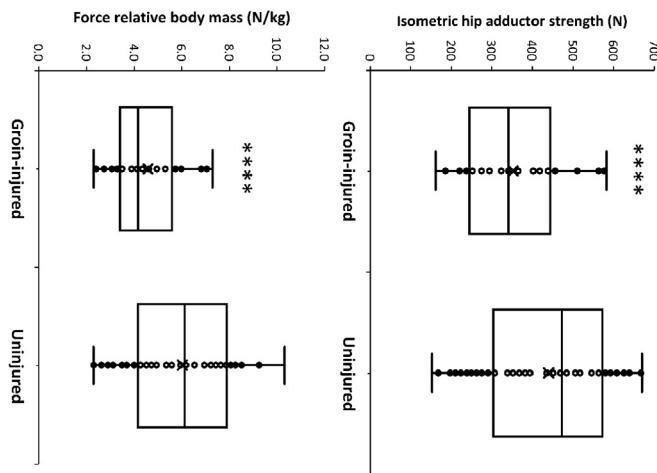 Force relative body mass (N/kg)
0.0
2.0
4.0
6.0
8.0
10.0
12.0
****
Groin-injured
Uninjured
Isometric hip adductor strength (N)
0
100
200
300
400
500
600
700
****
Groin-injured
Uninjured